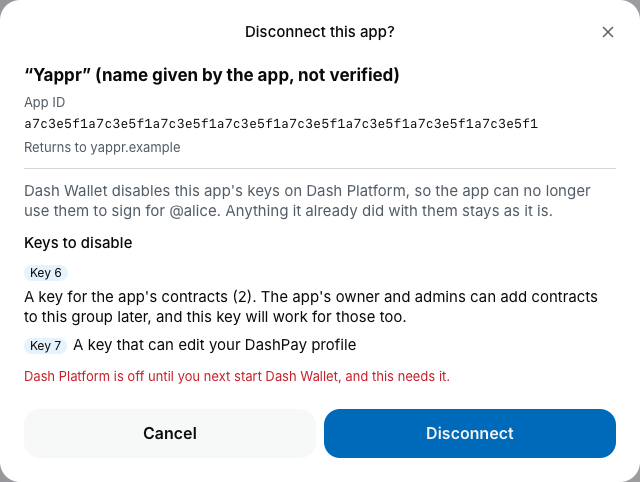 Disconnect this app?
“Yappr” (name given by the app, not verified)
App ID
a7c3e5f1a7c3e5f1a7c3e5f1a7c3e5f1a7c3e5f1a7c3e5f1a7c3e5f1a7c3e5f1
Returns to yappr.example
Dash Wallet disables this app's keys on Dash Platform, so the app can no longer
use them to sign for @alice. Anything it already did with them stays as it is.
Keys to disable
Key 6
A key for the app's contracts (2). The app's owner and admins can add contracts
to this group later, and this key will work for those too.
Key 7 A key that can edit your DashPay profile
Dash Platform is off until you next start Dash Wallet, and this needs it.
Cancel
Disconnect